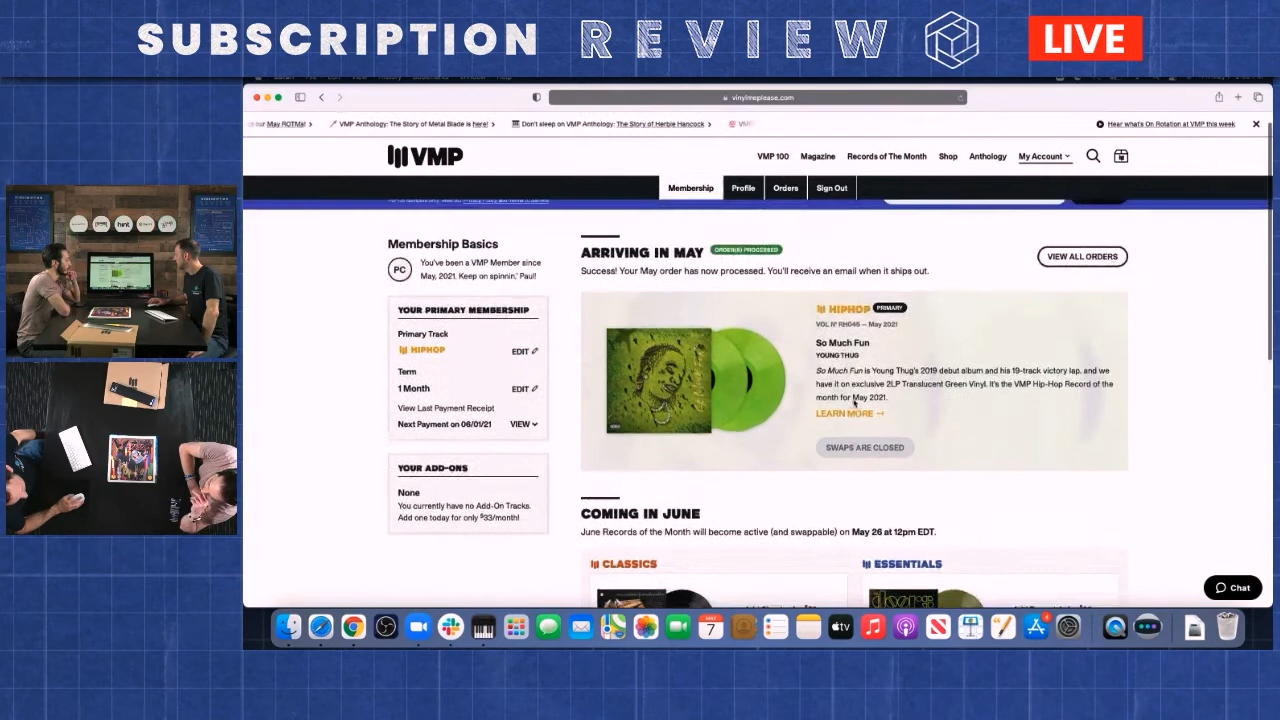 SUBSCRIPTION REVIEW LIVE
vinylmeplease.com
our May ROTMs! >
VMP Anthology: The Story of Metal Blade is here! >
Don't sleep on VMP Anthology: The Story of Herbie Hancock >
Hear what's On Rotation at VMP this week
VMP
VMP 100 Magazine Records of The Month Shop Anthology My Account
Membership Profile Orders Sign Out
Membership Basics
PC
You've been a VMP Member since
May, 2021. Keep on spinnin,' Paul!
YOUR PRIMARY MEMBERSHIP
Primary Track
HIPHOP EDIT
Term
1 Month EDIT
View Last Payment Receipt
Next Payment on 06/01/21 VIEW
YOUR ADD-ONS
None
You currently have no Add-On Tracks.
Add one today for only $33/month!
ARRIVING IN MAY ORDER(S) PROCESSED
Success! Your May order has now processed. You'll receive an email when it ships out.
VIEW ALL ORDERS
HIPHOP PRIMARY
VOL Nº RH045 — May 2021
So Much Fun
YOUNG THUG
So Much Fun is Young Thug's 2019 debut album and his 19-track victory lap, and
we have it on exclusive 2LP Translucent Green Vinyl. It's the VMP Hip-Hop Record of the
month for May 2021.
LEARN MORE →
SWAPS ARE CLOSED
COMING IN JUNE
June Records of the Month will become active (and swappable) on May 26 at 12pm EDT.
CLASSICS
ESSENTIALS
Chat
7
tv
hint